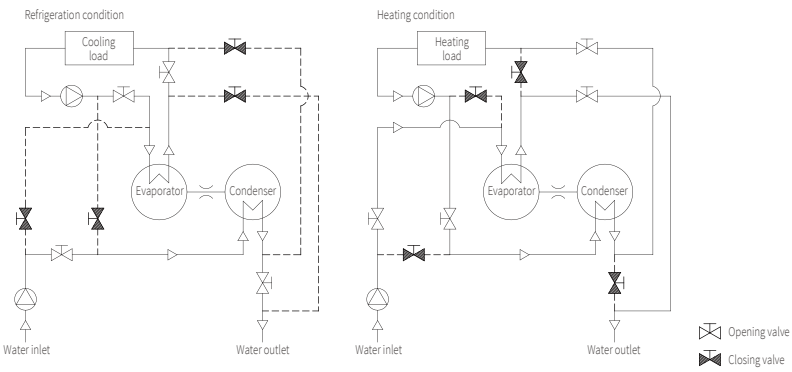 Refrigeration condition
Cooling
load
Evaporator
Condenser
Water inlet
Water outlet
Heating condition
Heating
load
Evaporator
Condenser
Water inlet
Water outlet
Opening valve
Closing valve